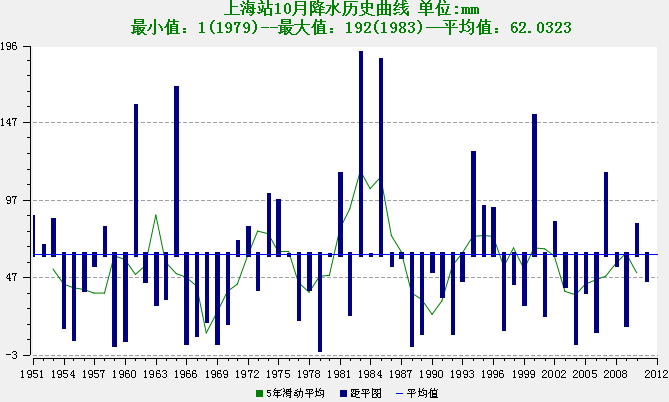 上海站10月降水历史曲线 单位:mm
最小值：1(1979)--最大值：192(1983)—平均值：62.0323
196
147
97
47
-3
1951 1954 1957 1960 1963 1966 1969 1972 1975 1978 1981 1984 1987 1990 1993 1996 1999 2002 2005 2008 2012
5年滑动平均 距平图 平均值